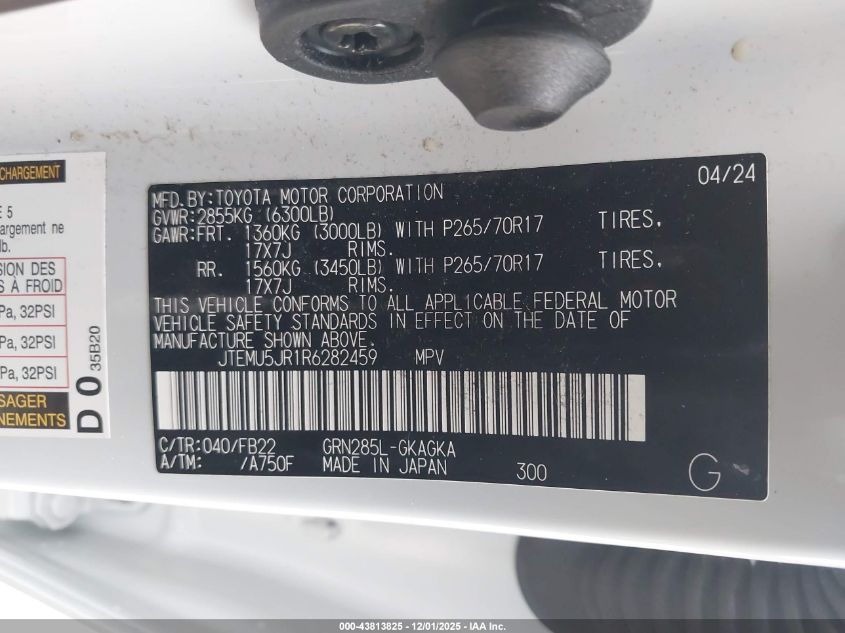 CHARGEMENT
E 5
argement ne
lb.
SION DES
S À FROID
Pa, 32PSI
Pa, 32PSI
Pa, 32PSI
SAGER
NEMENTS
D 0 35B20
MFD. BY: TOYOTA MOTOR CORPORATION 04/24
GVWR: 2855KG (6300LB)
GAWR: FRT. 1360KG (3000LB) WITH P265/70R17 TIRES,
17X7J RIMS.
RR. 1560KG (3450LB) WITH P265/70R17 TIRES,
17X7J RIMS.
THIS VEHICLE CONFORMS TO ALL APPLICABLE FEDERAL MOTOR
VEHICLE SAFETY STANDARDS IN EFFECT ON THE DATE OF
MANUFACTURE SHOWN ABOVE.
JTEMU5JR1R6282459 MPV
C/TR: 040/FB22 GRN285L-GKAGKA
A/TM: /A750F MADE IN JAPAN 300 G
000-43813825 - 12/01/2025 - IAA Inc.